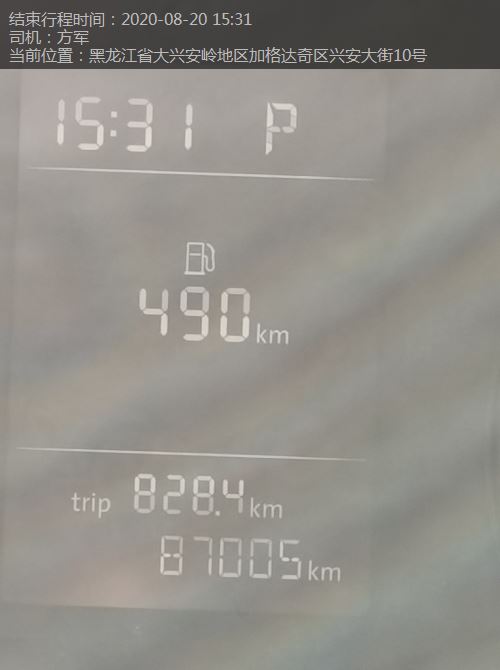 结束行程时间：2020-08-20 15:31
司机：方军
当前位置：黑龙江省大兴安岭地区加格达奇区兴安大街10号
15:31 P
490km
trip 828.4km
87005km